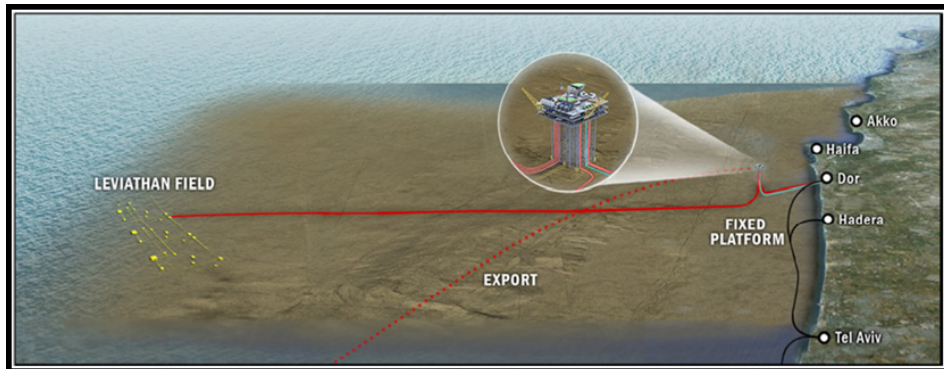 Akko
Haifa
Dor
LEVIATHAN FIELD
Hadera
FIXED
PLATFORM
EXPORT
Tel Aviv